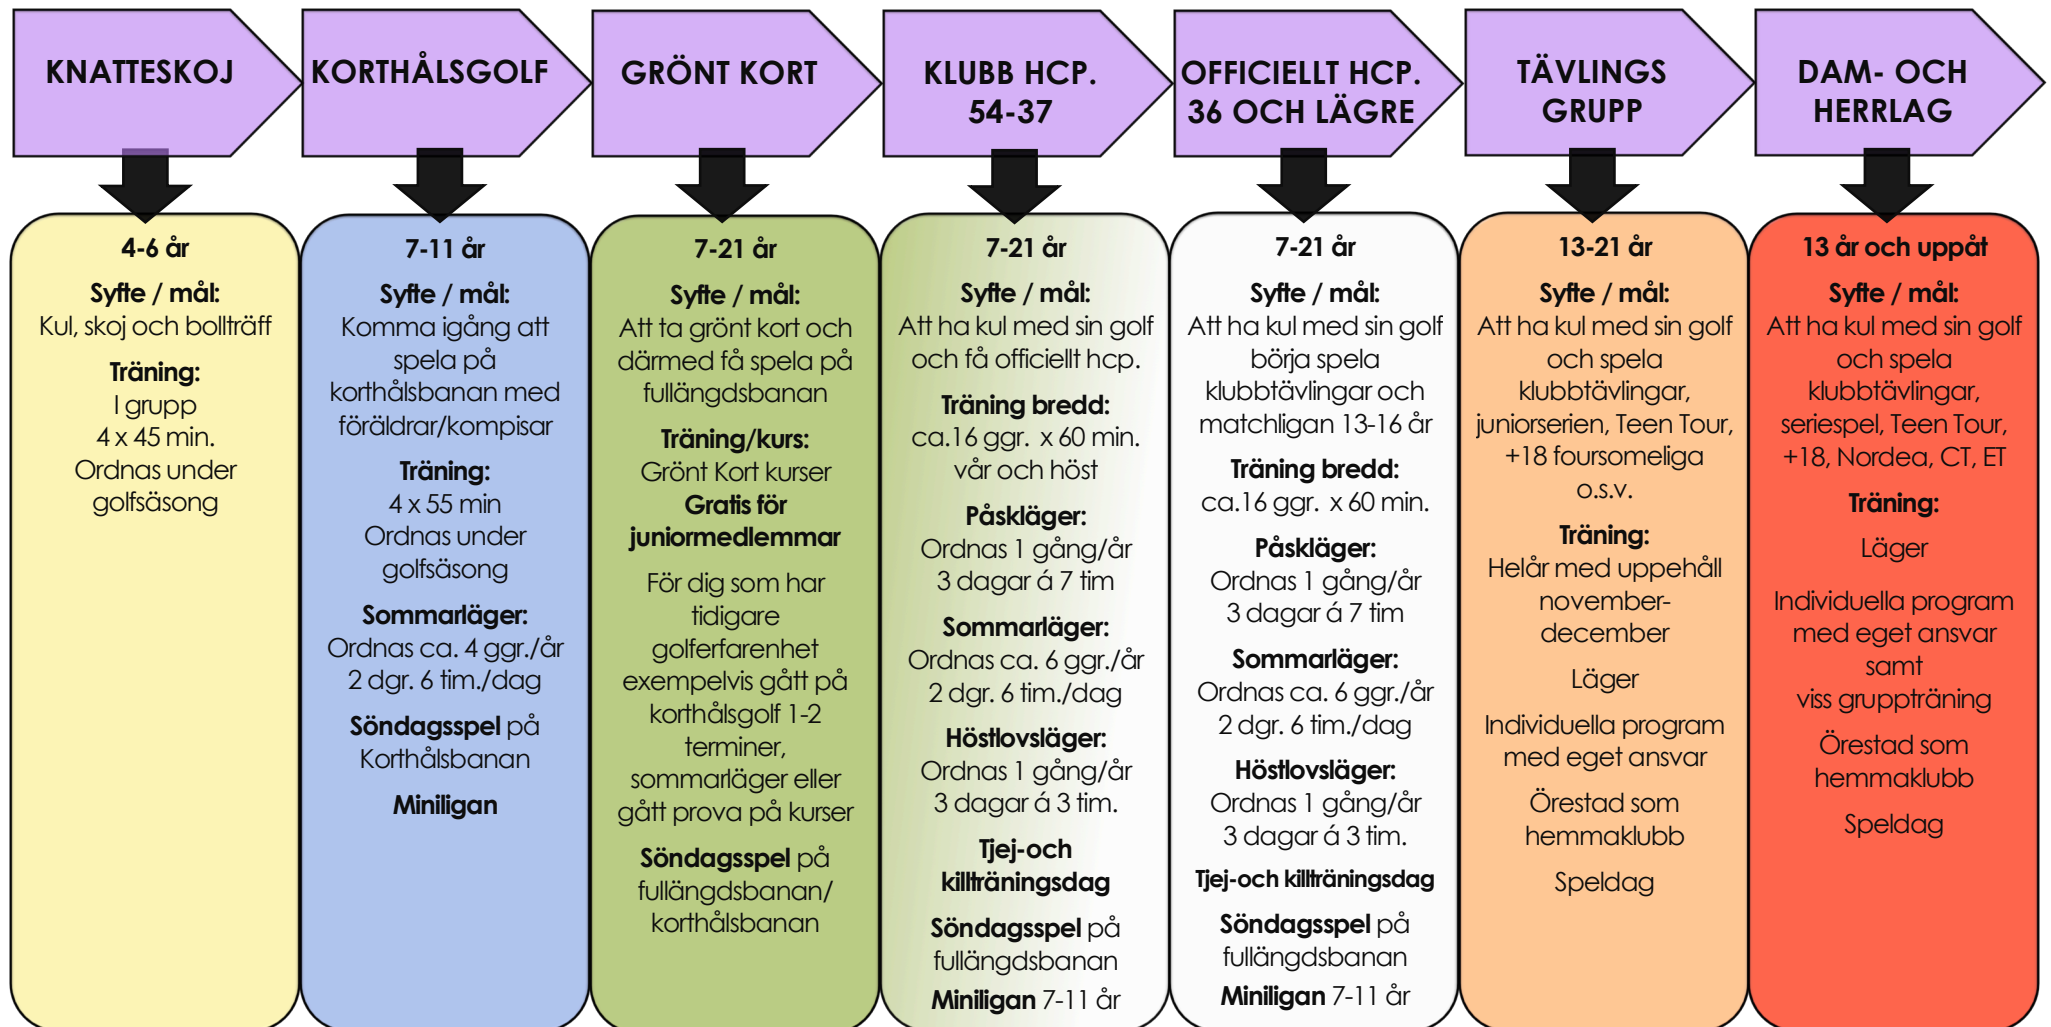 KNATTESKOJ
4-6 år
Syfte / mål:
Kul, skoj och bollträff
Träning:
I grupp
4 x 45 min.
Ordnas under
golfsäsong
KORTHÅLSGOLF
7-11 år
Syfte / mål:
Komma igång att
spela på
korthålsbanan med
föräldrar/kompisar
Träning:
4 x 55 min
Ordnas under
golfsäsong
Sommarläger:
Ordnas ca. 4 ggr./år
2 dgr. 6 tim./dag
Söndagsspel på
Korthålsbanan
Miniligan
GRÖNT KORT
7-21 år
Syfte / mål:
Att ta grönt kort och
därmed få spela på
fullängdsbanan
Träning/kurs:
Grönt Kort kurser
Gratis för
juniormedlemmar
För dig som har
tidigare
golferfarenhet
exempelvis gått på
korthålsgolf 1-2
terminer,
sommarläger eller
gått prova på kurser
Söndagsspel på
fullängdsbanan/
korthålsbanan
KLUBB HCP.
54-37
7-21 år
Syfte / mål:
Att ha kul med sin golf
och få officiellt hcp.
Träning bredd:
ca.16 ggr. x 60 min.
vår och höst
Påskläger:
Ordnas 1 gång/år
3 dagar á 7 tim
Sommarläger:
Ordnas ca. 6 ggr./år
2 dgr. 6 tim./dag
Höstlovsläger:
Ordnas 1 gång/år
3 dagar á 3 tim.
Tjej-och
killträningsdag
Söndagsspel på
fullängdsbanan
Miniligan 7-11 år
OFFICIELLT HCP.
36 OCH LÄGRE
7-21 år
Syfte / mål:
Att ha kul med sin golf
börja spela
klubbtävlingar och
matchligan 13-16 år
Träning bredd:
ca.16 ggr. x 60 min.
Påskläger:
Ordnas 1 gång/år
3 dagar á 7 tim
Sommarläger:
Ordnas ca. 6 ggr./år
2 dgr. 6 tim./dag
Höstlovsläger:
Ordnas 1 gång/år
3 dagar á 3 tim.
Tjej-och killträningsdag
Söndagsspel på
fullängdsbanan
Miniligan 7-11 år
TÄVLINGS
GRUPP
13-21 år
Syfte / mål:
Att ha kul med sin golf
och spela
klubbtävlingar,
juniorserien, Teen Tour,
+18 foursomeliga
o.s.v.
Träning:
Helår med uppehåll
november-
december
Läger
Individuella program
med eget ansvar
Örestad som
hemmaklubb
Speldag
DAM- OCH
HERRLAG
13 år och uppåt
Syfte / mål:
Att ha kul med sin golf
och spela
klubbtävlingar,
seriespel, Teen Tour,
+18, Nordea, CT, ET
Träning:
Läger
Individuella program
med eget ansvar
samt
viss gruppträning
Örestad som
hemmaklubb
Speldag